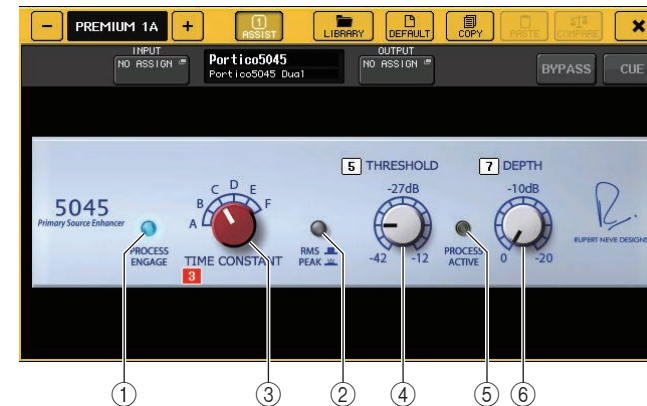 − PREMIUM 1A + 1 ASSIST LIBRARY DEFAULT COPY PASTE COMPARE ×
INPUT OUTPUT
NO ASSIGN Portico5045 NO ASSIGN
Portico5045 Dual BYPASS CUE
5 THRESHOLD 7 DEPTH
-27dB -10dB
C D E
B F
A
5045
Primary Source Enhancer
PROCESS ENGAGE
TIME CONSTANT
3
RMS
PEAK
-42 -12
PROCESS ACTIVE
0 -20
RUPERT NEVE DESIGNS
① ③ ② ④ ⑤ ⑥